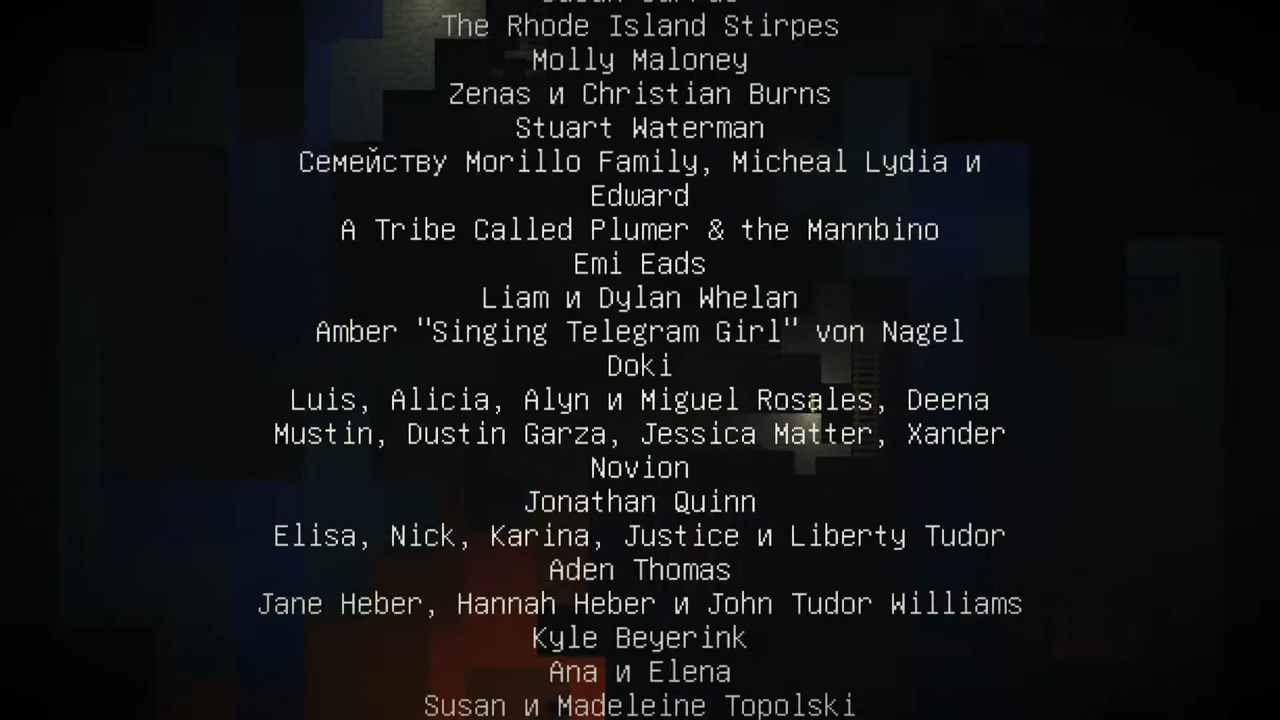 The Rhode Island Stirpes
Molly Maloney
Zenas и Christian Burns
Stuart Waterman
Семейству Morillo Family, Micheal Lydia и
Edward
A Tribe Called Plumer & the Mannbino
Emi Eads
Liam и Dylan Whelan
Amber "Singing Telegram Girl" von Nagel
Doki
Luis, Alicia, Alyn и Miguel Rosales, Deena
Mustin, Dustin Garza, Jessica Matter, Xander
Novion
Jonathan Quinn
Elisa, Nick, Karina, Justice и Liberty Tudor
Aden Thomas
Jane Heber, Hannah Heber и John Tudor Williams
Kyle Beyerink
Ana и Elena
Susan и Madeleine Topolski